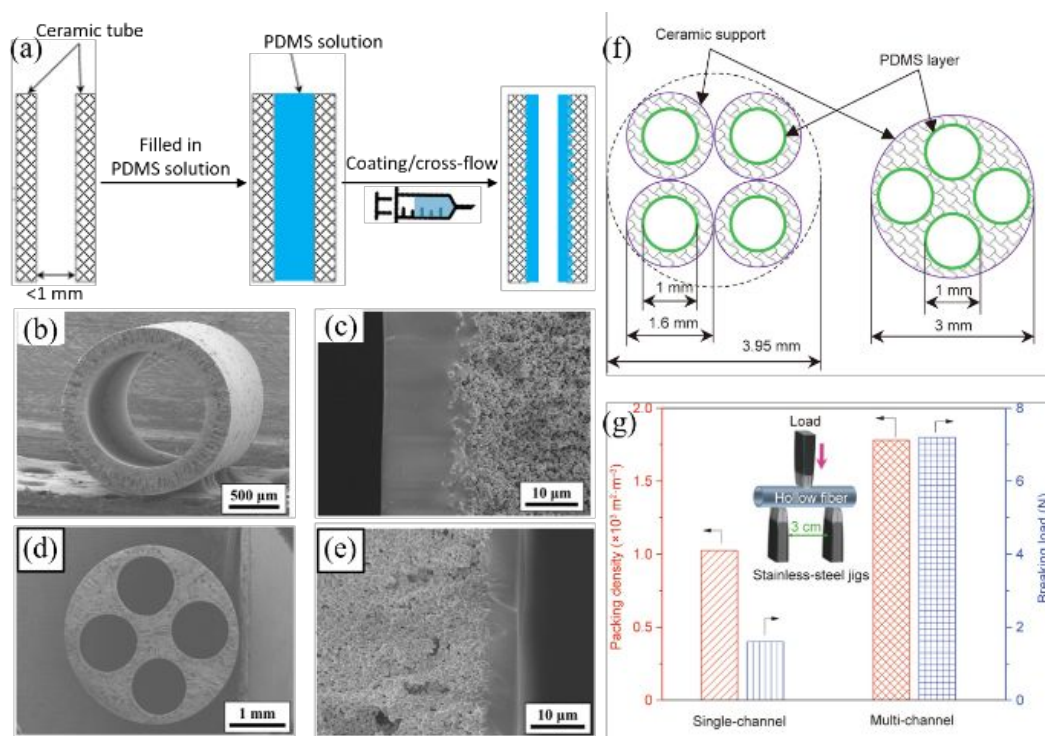 (a)
Ceramic tube
PDMS solution
Filled in
PDMS solution
Coating/cross-flow
<1 mm
(b)
500 µm
(c)
10 µm
(d)
1 mm
(e)
10 µm
(f)
Ceramic support
PDMS layer
1 mm
1.6 mm
3.95 mm
1 mm
3 mm
(g)
Packing density (×10³ m²·m⁻³)
2.0
1.5
1.0
0.5
0
Load
Hollow fiber
3 cm
Stainless-steel jigs
Single-channel
Multi-channel
8
6
4
2
0
Breaking load (N)